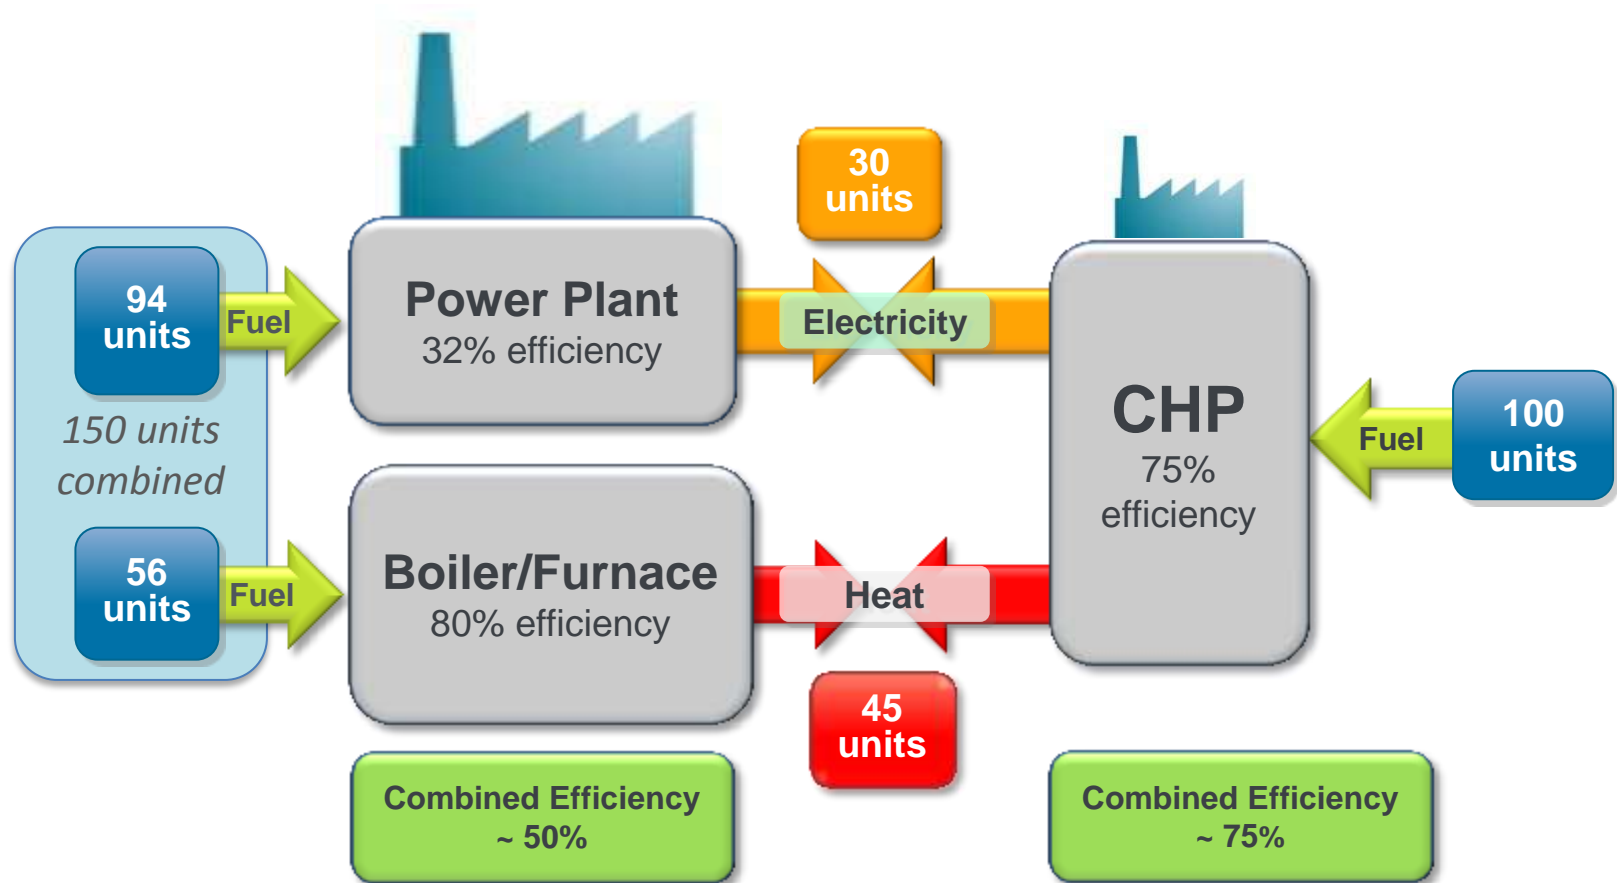 30
units
94
units
Fuel
Power Plant
32% efficiency
Electricity
150 units
combined
CHP
75%
efficiency
Fuel
100
units
56
units
Fuel
Boiler/Furnace
80% efficiency
Heat
45
units
Combined Efficiency
~ 50%
Combined Efficiency
~ 75%